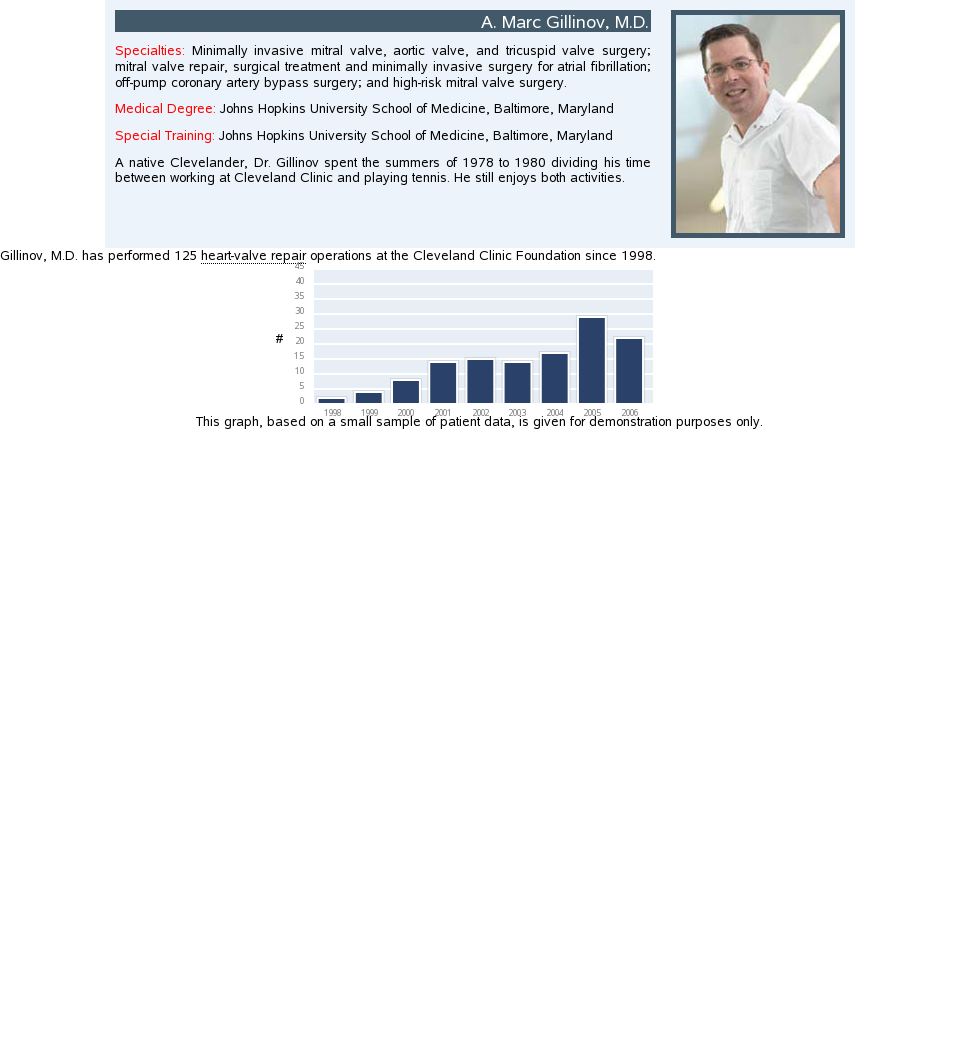 A. Marc Gillinov, M.D.
Specialties: Minimally invasive mitral valve, aortic valve, and tricuspid valve surgery;
mitral valve repair, surgical treatment and minimally invasive surgery for atrial fibrillation;
off-pump coronary artery bypass surgery; and high-risk mitral valve surgery.
Medical Degree: Johns Hopkins University School of Medicine, Baltimore, Maryland
Special Training: Johns Hopkins University School of Medicine, Baltimore, Maryland
A native Clevelander, Dr. Gillinov spent the summers of 1978 to 1980 dividing his time
between working at Cleveland Clinic and playing tennis. He still enjoys both activities.
Gillinov, M.D. has performed 125 heart-valve repair operations at the Cleveland Clinic Foundation since 1998.
45
40
35
30
25
#
20
15
10
5
0
1998 1999 2000 2001 2002 2003 2004 2005 2006
This graph, based on a small sample of patient data, is given for demonstration purposes only.